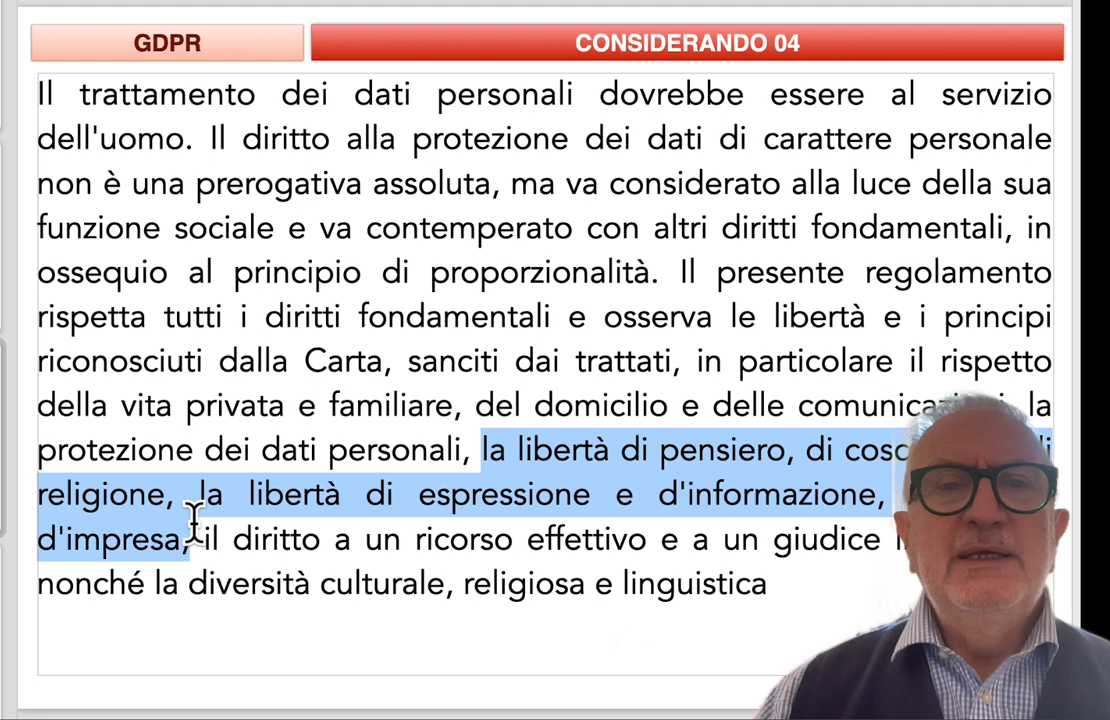 GDPR
CONSIDERANDO 04
Il trattamento dei dati personali dovrebbe essere al servizio
dell'uomo. Il diritto alla protezione dei dati di carattere personale
non è una prerogativa assoluta, ma va considerato alla luce della sua
funzione sociale e va contemperato con altri diritti fondamentali, in
ossequio al principio di proporzionalità. Il presente regolamento
rispetta tutti i diritti fondamentali e osserva le libertà e i principi
riconosciuti dalla Carta, sanciti dai trattati, in particolare il rispetto
della vita privata e familiare, del domicilio e delle la
protezione dei dati personali, la libertà di pensiero, di
religione, la libertà di espressione e d'informazione,
d'impresa, il diritto a un ricorso effettivo e a un giudice
nonché la diversità culturale, religiosa e linguistica